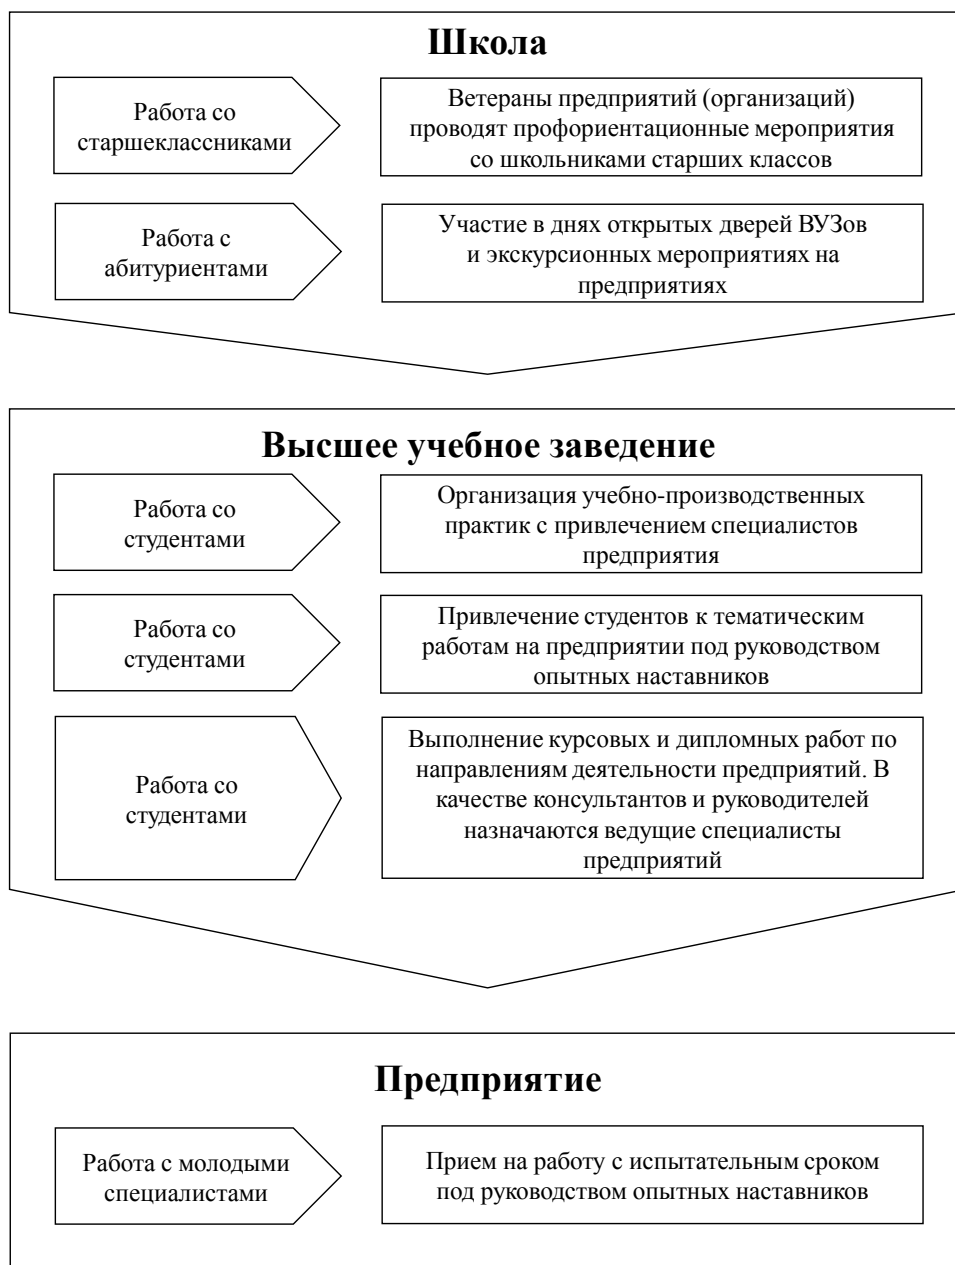 Школа
Работа со
старшеклассниками
Ветераны предприятий (организаций)
проводят профориентационные мероприятия
со школьниками старших классов
Работа с
абитуриентами
Участие в днях открытых дверей ВУЗов
и экскурсионных мероприятиях на
предприятиях
Высшее учебное заведение
Работа со
студентами
Организация учебно-производственных
практик с привлечением специалистов
предприятия
Работа со
студентами
Привлечение студентов к тематическим
работам на предприятии под руководством
опытных наставников
Работа со
студентами
Выполнение курсовых и дипломных работ по
направлениям деятельности предприятий. В
качестве консультантов и руководителей
назначаются ведущие специалисты
предприятий
Предприятие
Работа с молодыми
специалистами
Прием на работу с испытательным сроком
под руководством опытных наставников